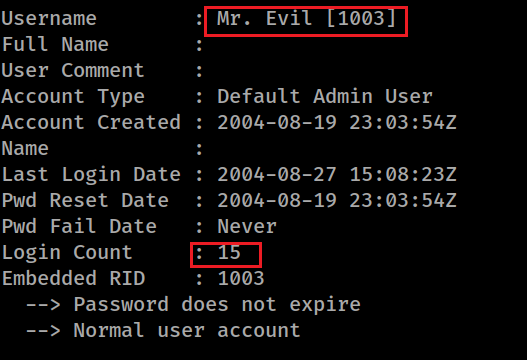 Username        : Mr. Evil [1003]
Full Name       :
User Comment    :
Account Type    : Default Admin User
Account Created : 2004-08-19 23:03:54Z
Name            :
Last Login Date : 2004-08-27 15:08:23Z
Pwd Reset Date  : 2004-08-19 23:03:54Z
Pwd Fail Date   : Never
Login Count     : 15
Embedded RID    : 1003
  --> Password does not expire
  --> Normal user account